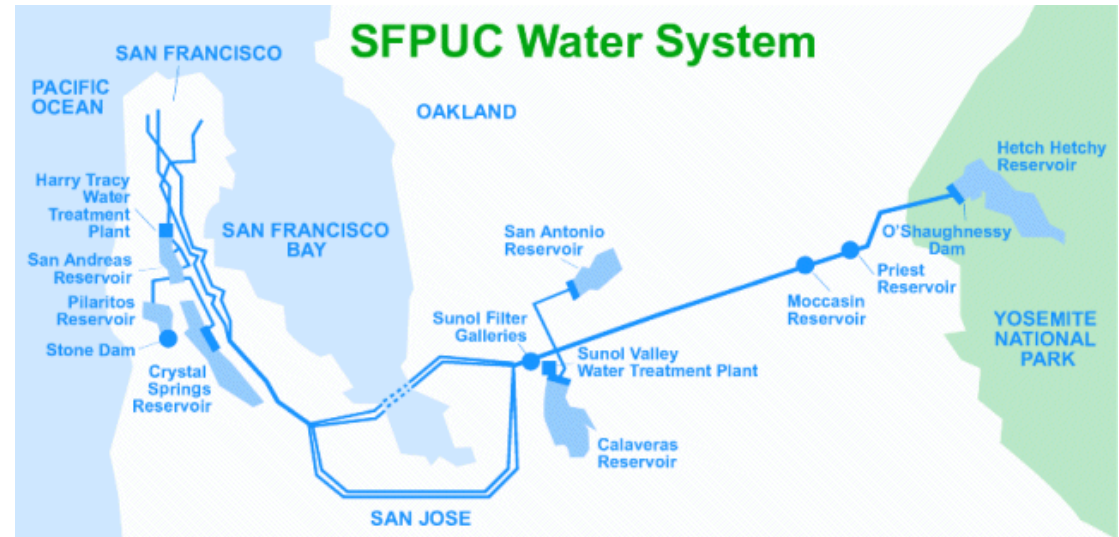 SFPUC Water System
SAN FRANCISCO
PACIFIC
OCEAN
OAKLAND
Hetch Hetchy
Reservoir
Harry Tracy
Water
Treatment
Plant
SAN FRANCISCO
BAY
San Antonio
Reservoir
O'Shaughnessy
Dam
San Andreas
Reservoir
Priest
Reservoir
Pilaritos
Reservoir
Moccasin
Reservoir
Sunol Filter
Galleries
YOSEMITE
NATIONAL
PARK
Stone Dam
Sunol Valley
Water Treatment Plant
Crystal
Springs
Reservoir
Calaveras
Reservoir
SAN JOSE